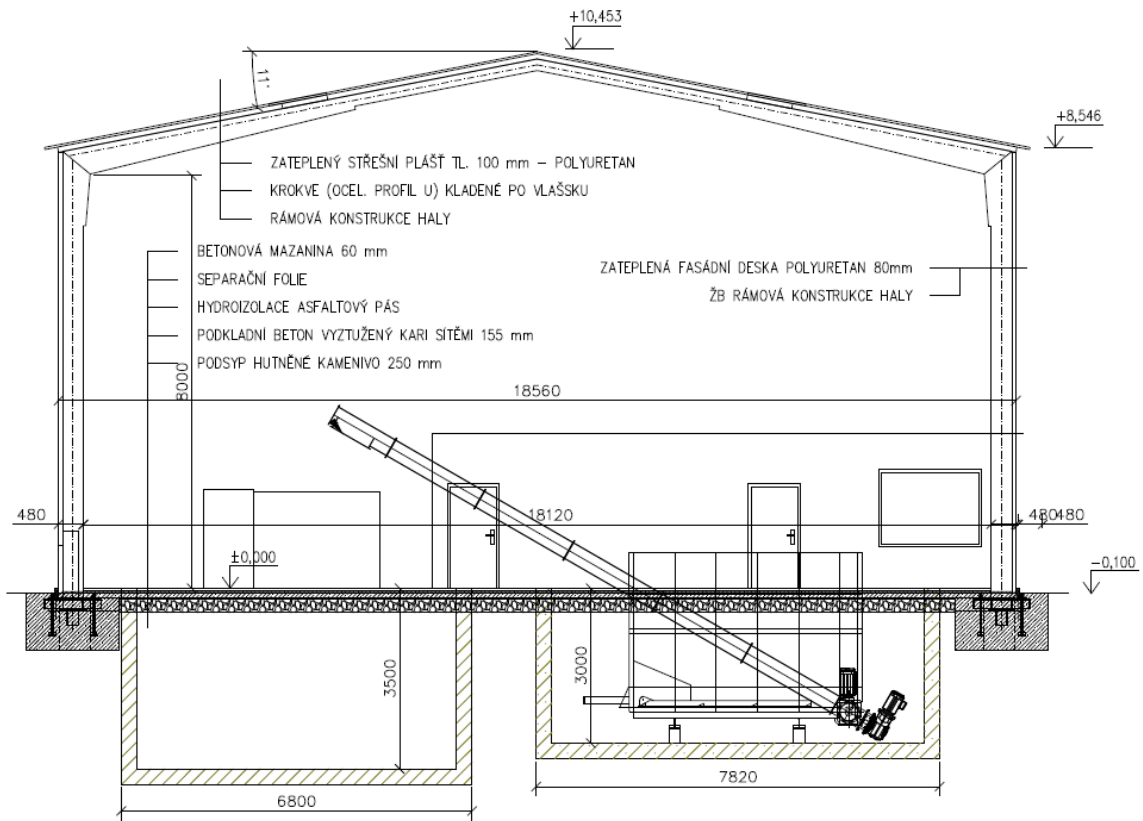 +10,453
11°
+8,546
ZATEPLENÝ STŘEŠNÍ PLÁŠŤ TL. 100 mm – POLYURETAN
KROKVE (OCEL. PROFIL U) KLADENÉ PO VLAŠSKU
RÁMOVÁ KONSTRUKCE HALY
BETONOVÁ MAZANINA 60 mm
SEPARAČNÍ FOLIE
HYDROIZOLACE ASFALTOVÝ PÁS
PODKLADNÍ BETON VYZTUŽENÝ KARI SÍTĚMI 155 mm
PODSYP HUTNĚNÉ KAMENIVO 250 mm
ZATEPLENÁ FASÁDNÍ DESKA POLYURETAN 80mm
ŽB RÁMOVÁ KONSTRUKCE HALY
8000
18560
480
18120
480
480
±0,000
-0,100
3500
3000
6800
7820